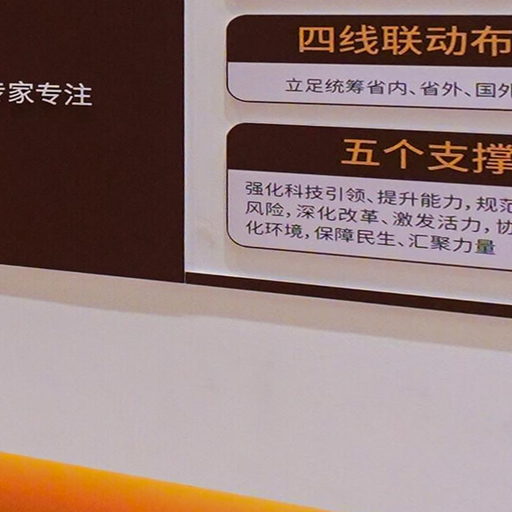 家专注
四线联动布
立足统筹省内、省外、国外
五个支撑
强化科技引领、提升能力,规范
风险,深化改革、激发活力,协
化环境,保障民生、汇聚力量